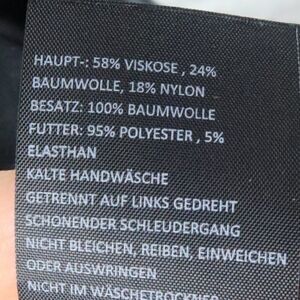 HAUPT-: 58% VISKOSE , 24%
BAUMWOLLE, 18% NYLON
BESATZ: 100% BAUMWOLLE
FUTTER: 95% POLYESTER , 5%
ELASTHAN
KALTE HANDWÄSCHE
GETRENNT AUF LINKS GEDREHT
SCHONENDER SCHLEUDERGANG
NICHT BLEICHEN, REIBEN, EINWEICHEN
ODER AUSWRINGEN
NICHT IM WÄSCHETROCKNER